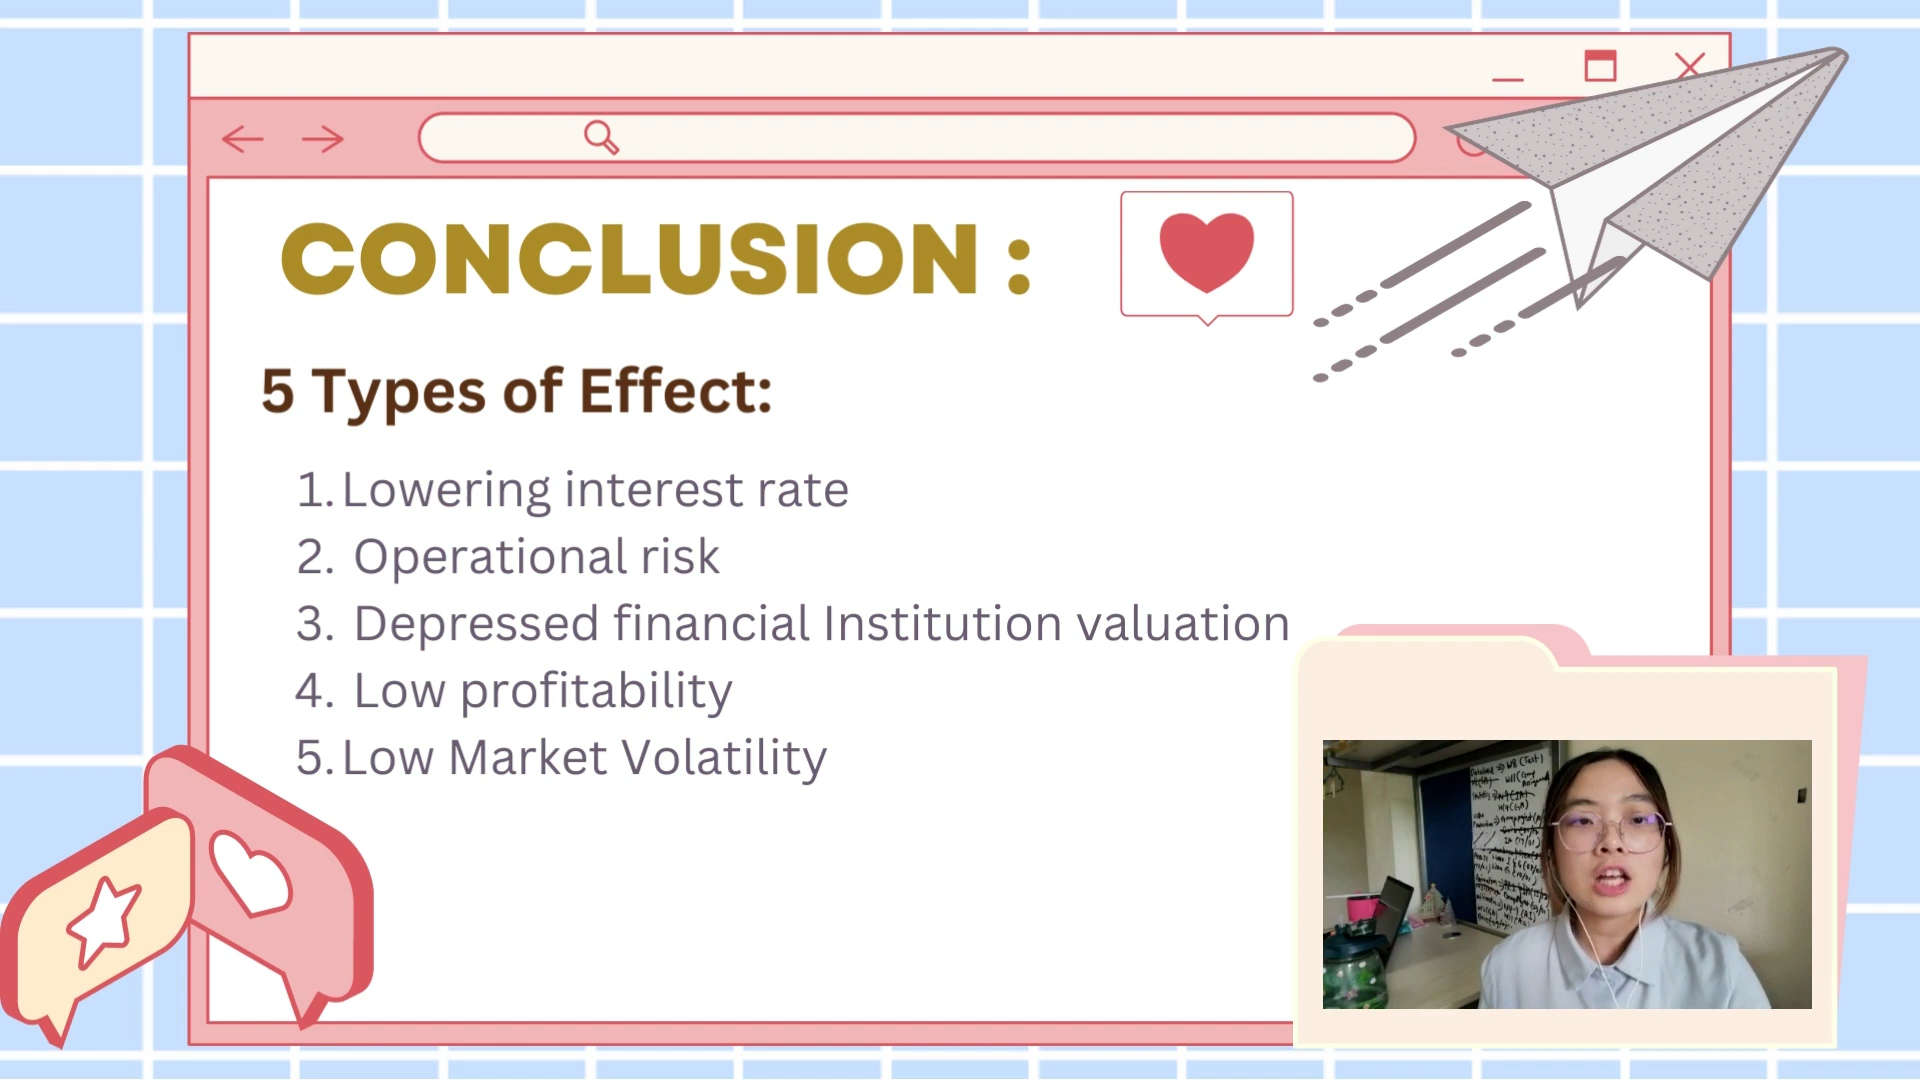 CONCLUSION :
5 Types of Effect:
1. Lowering interest rate
2. Operational risk
3. Depressed financial Institution valuation
4. Low profitability
5. Low Market Volatility